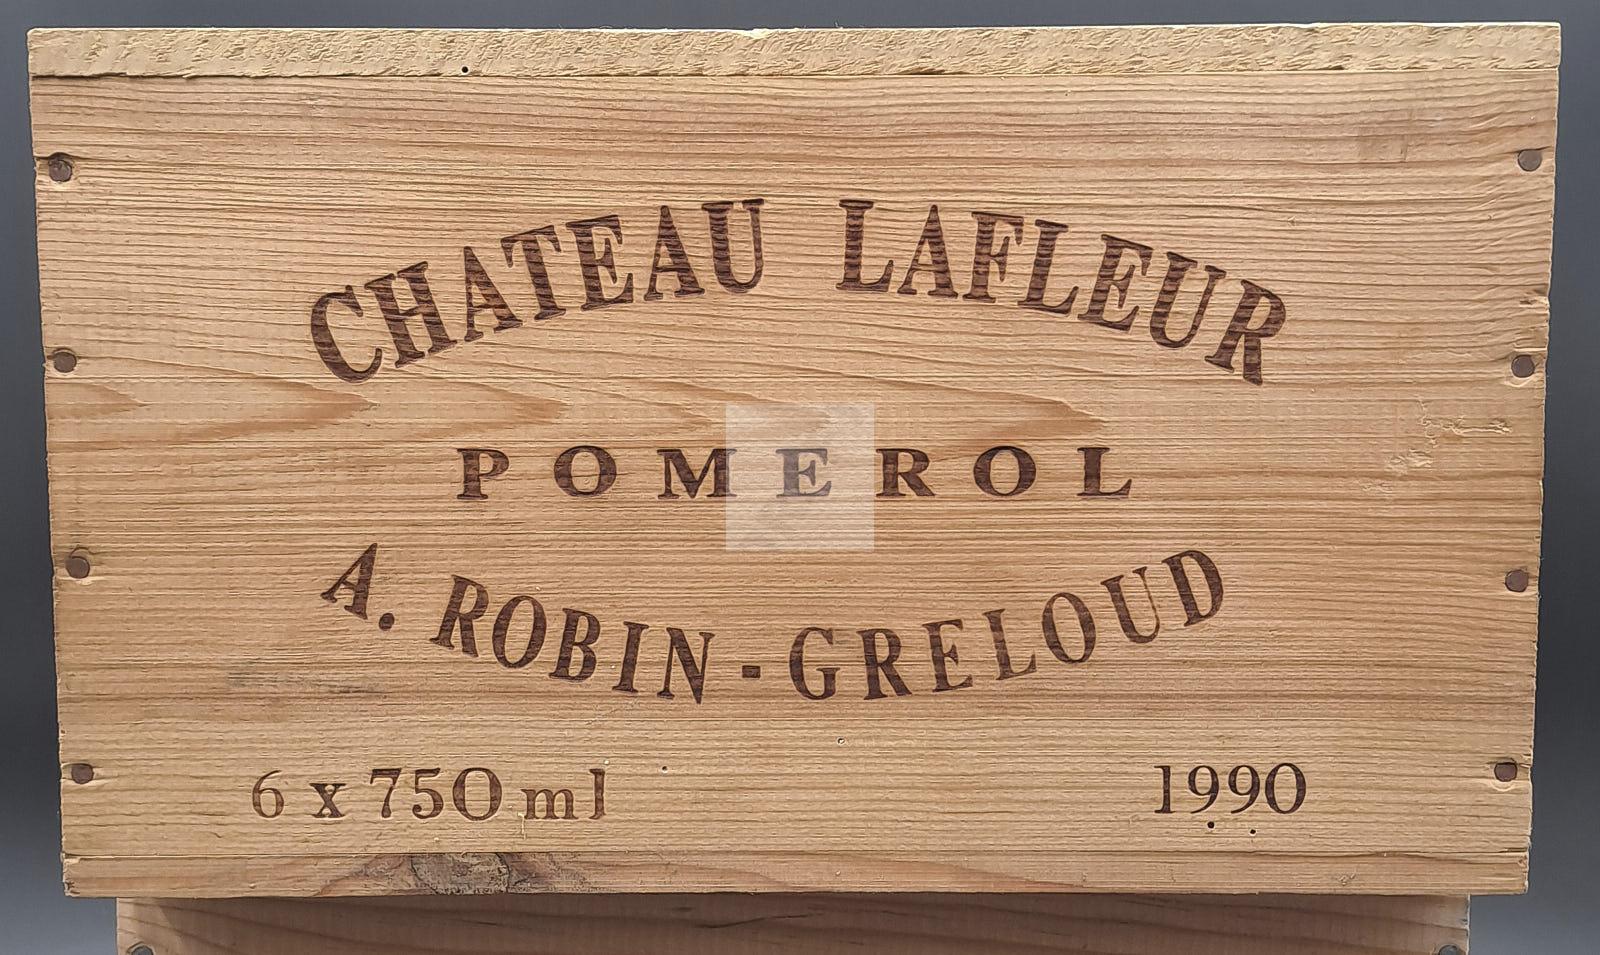 CHATEAU LAFLEUR
POMEROL
A. ROBIN - GRELOUD
6 x 750 ml
1990